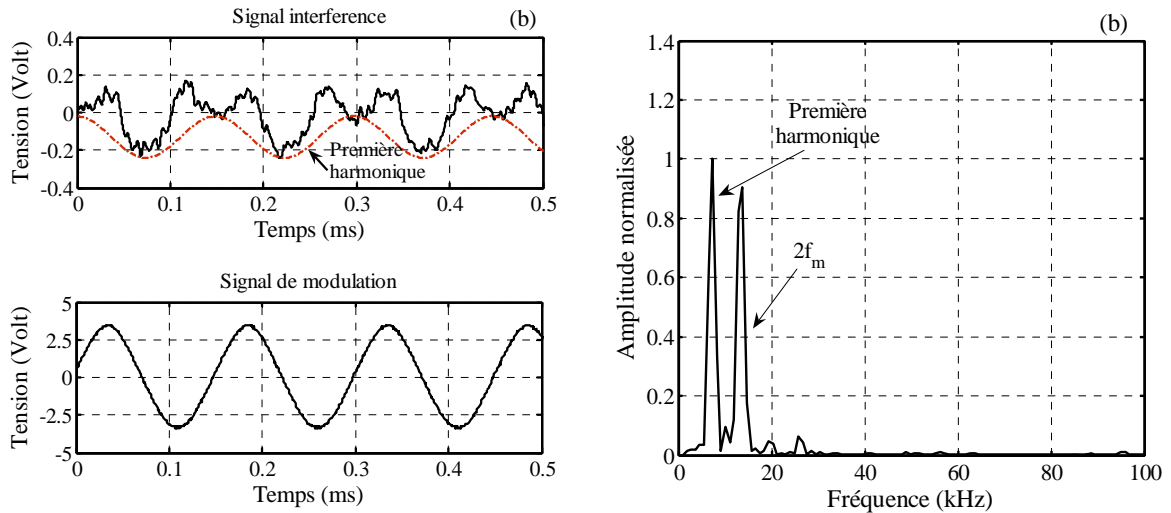 Signal interference
(b)
Tension (Volt)
0.4
0.2
0
-0.2
-0.4
Première
harmonique
0 0.1 0.2 0.3 0.4 0.5
Temps (ms)
Signal de modulation
Tension (Volt)
5
2.5
0
-2.5
-5
0 0.1 0.2 0.3 0.4 0.5
Temps (ms)
(b)
Amplitude normalisée
1.4
1.2
1
0.8
0.6
0.4
0.2
0
Première
harmonique
2fm
0 20 40 60 80 100
Fréquence (kHz)